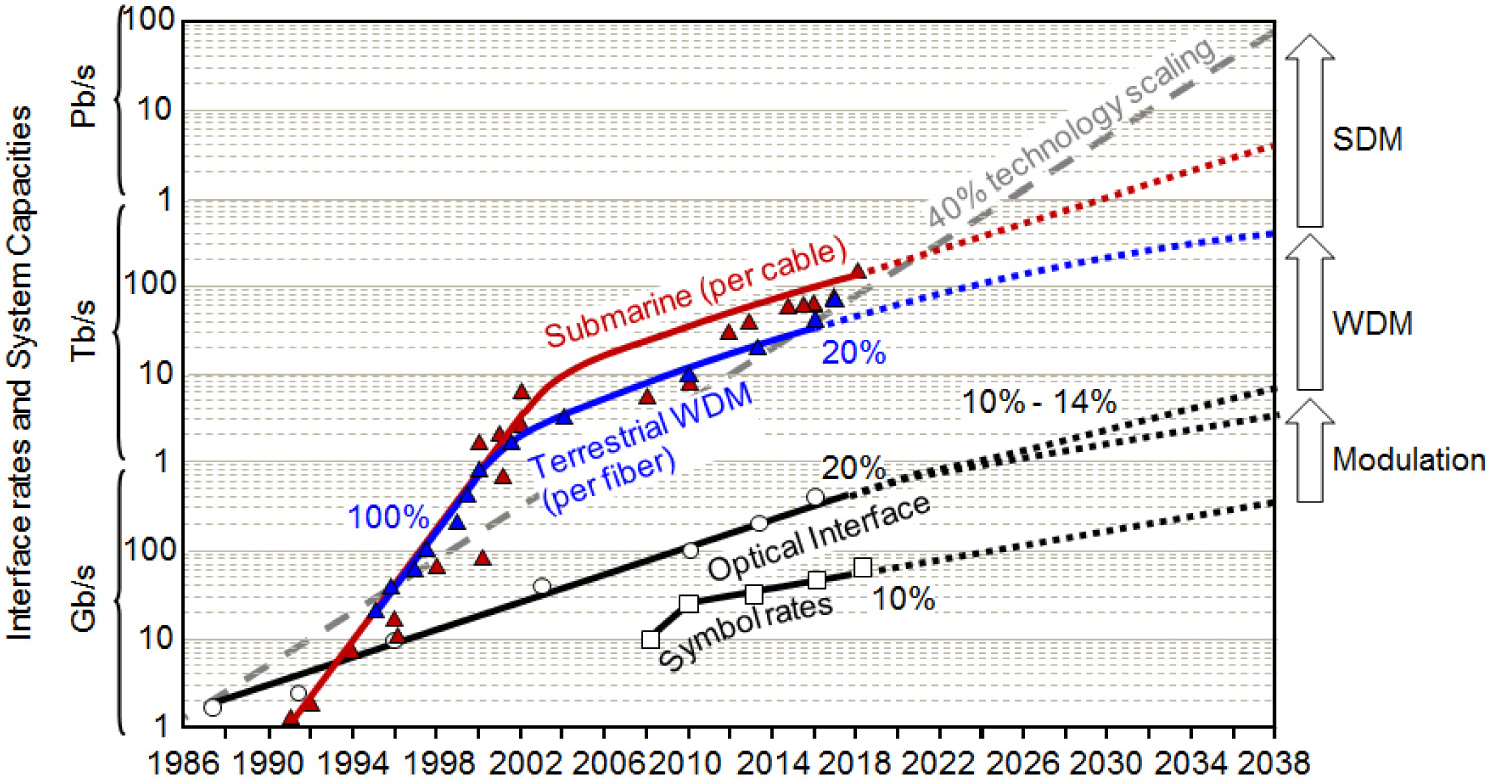 Interface rates and System Capacities
Pb/s
Tb/s
Gb/s
100
10
1
100
10
1
100
10
1
1986 1990 1994 1998 2002 2006 2010 2014 2018 2022 2026 2030 2034 2038
40% technology scaling
Submarine (per cable)
20%
Terrestrial WDM
(per fiber)
100%
10% - 14%
20%
Optical Interface
Symbol rates
10%
SDM
WDM
Modulation